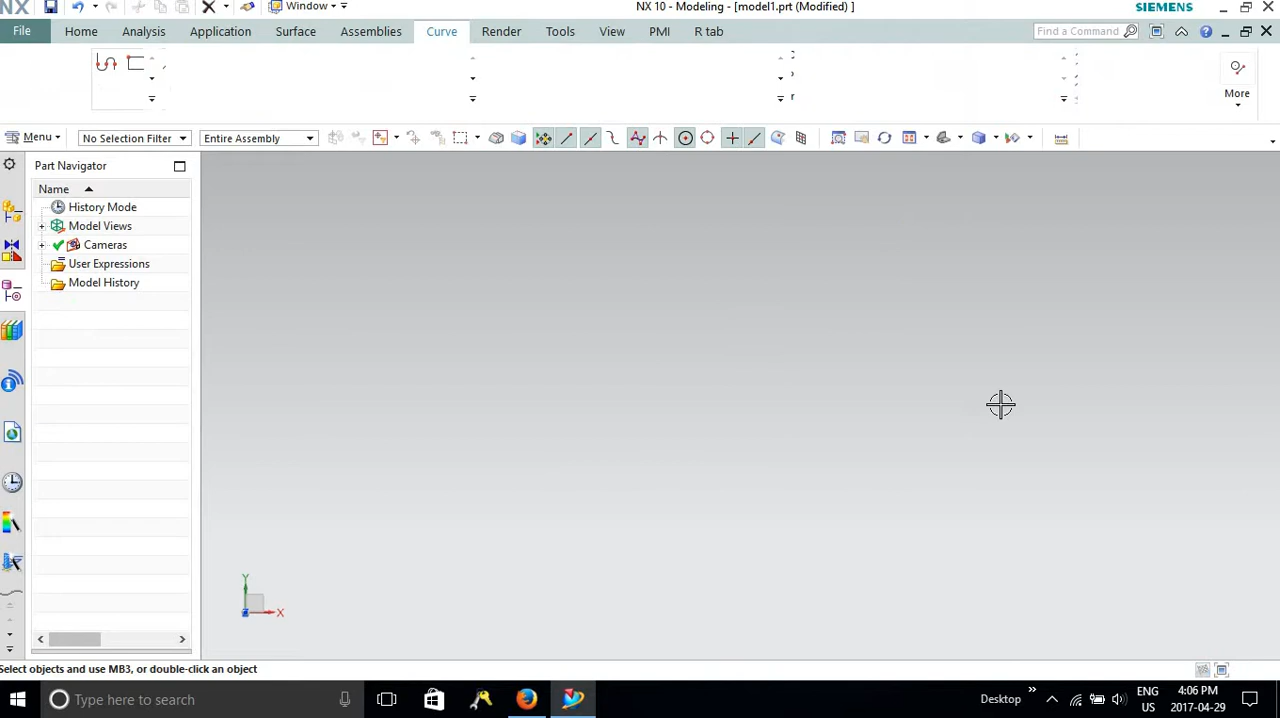 NX
Window
NX 10 - Modeling - [model1.prt (Modified) ]
SIEMENS
File
Home
Analysis
Application
Surface
Assemblies
Curve
Render
Tools
View
PMI
R tab
Find a Command
More
Menu
No Selection Filter
Entire Assembly
Part Navigator
Name
History Mode
Model Views
Cameras
User Expressions
Model History
Y
X
Select objects and use MB3, or double-click an object
Type here to search
Desktop
ENG
US
4:06 PM
2017-04-29